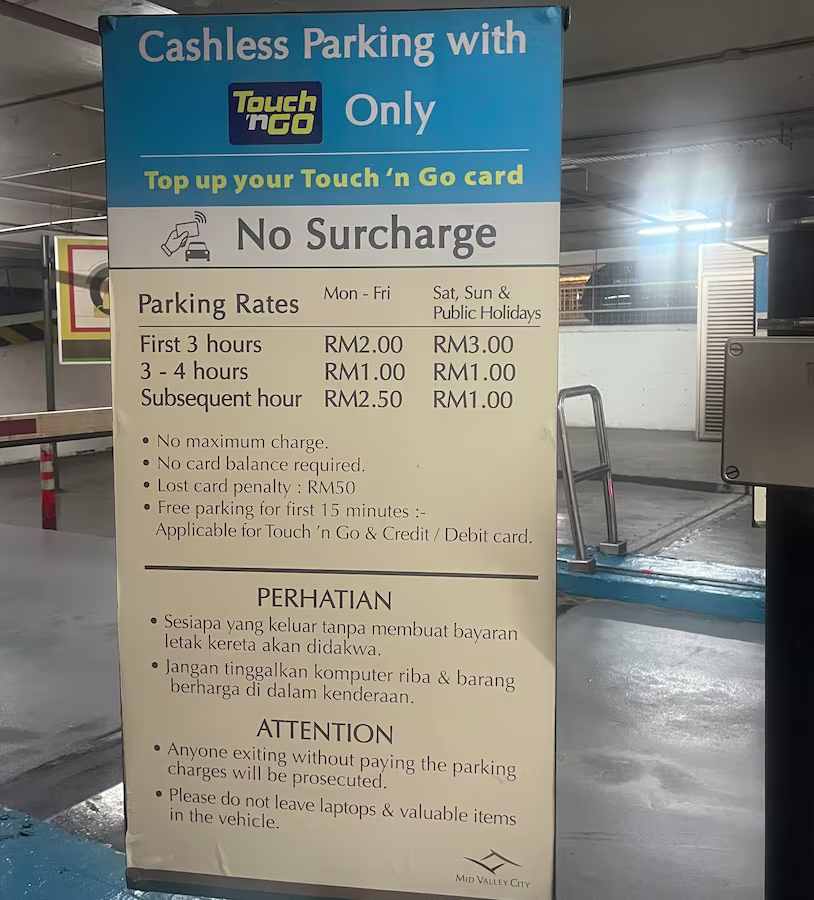 Cashless Parking with
Touch 'n GO Only
Top up your Touch 'n Go card
No Surcharge
Parking Rates Mon - Fri Sat, Sun & Public Holidays
First 3 hours RM2.00 RM3.00
3 - 4 hours RM1.00 RM1.00
Subsequent hour RM2.50 RM1.00
• No maximum charge.
• No card balance required.
• Lost card penalty : RM50
• Free parking for first 15 minutes :-
Applicable for Touch 'n Go & Credit / Debit card.
PERHATIAN
• Sesiapa yang keluar tanpa membuat bayaran
letak kereta akan didakwa.
• Jangan tinggalkan komputer riba & barang
berharga di dalam kenderaan.
ATTENTION
• Anyone exiting without paying the parking
charges will be prosecuted.
• Please do not leave laptops & valuable items
in the vehicle.
MID VALLEY CITY